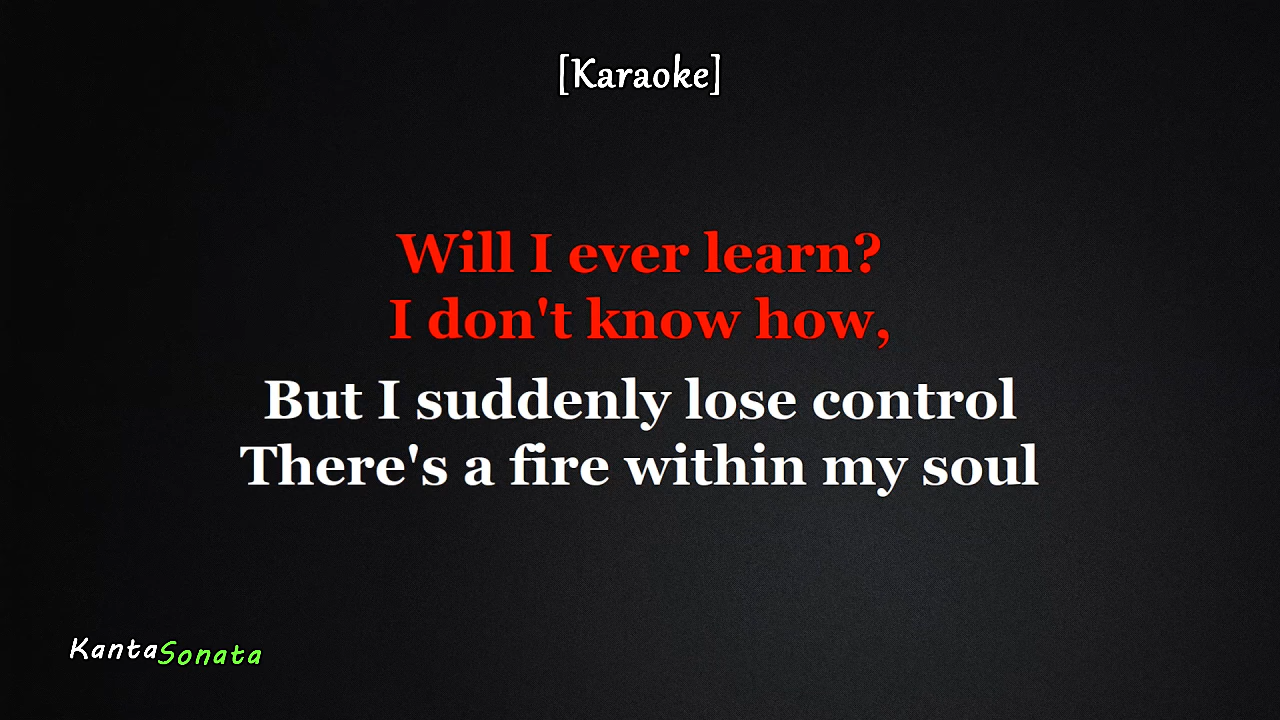 [Karaoke]
Will I ever learn?
I don't know how,
But I suddenly lose control
There's a fire within my soul
KantaSonata